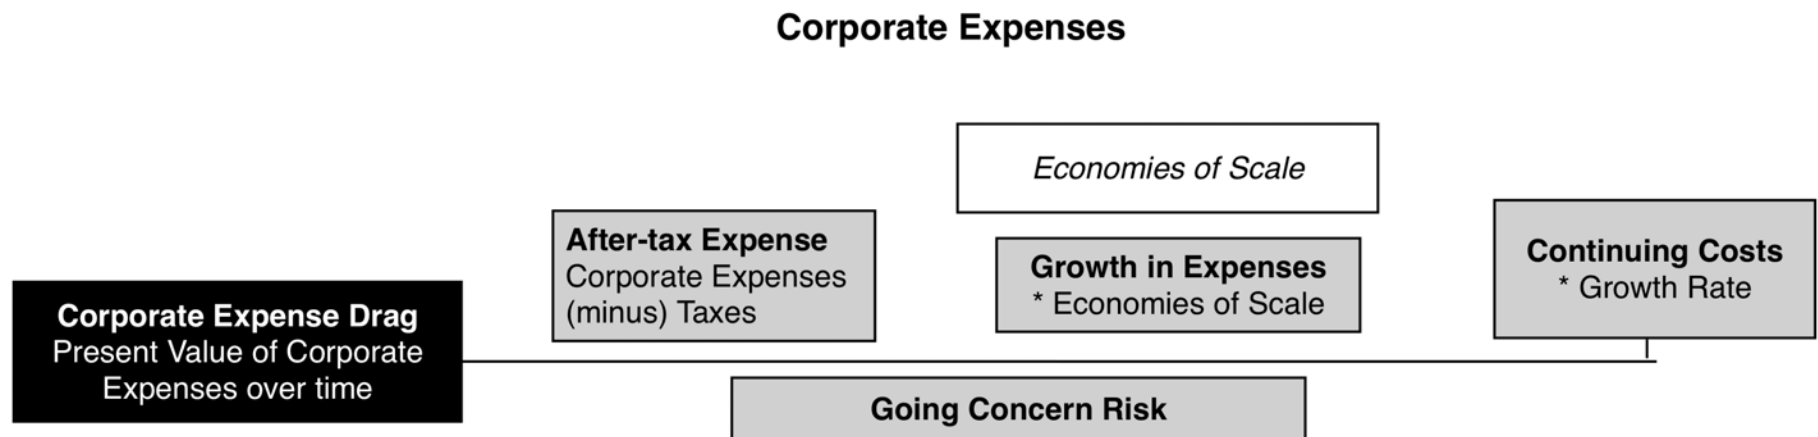 Corporate Expenses
Economies of Scale
After-tax Expense
Corporate Expenses
(minus) Taxes
Growth in Expenses
* Economies of Scale
Continuing Costs
* Growth Rate
Corporate Expense Drag
Present Value of Corporate
Expenses over time
Going Concern Risk